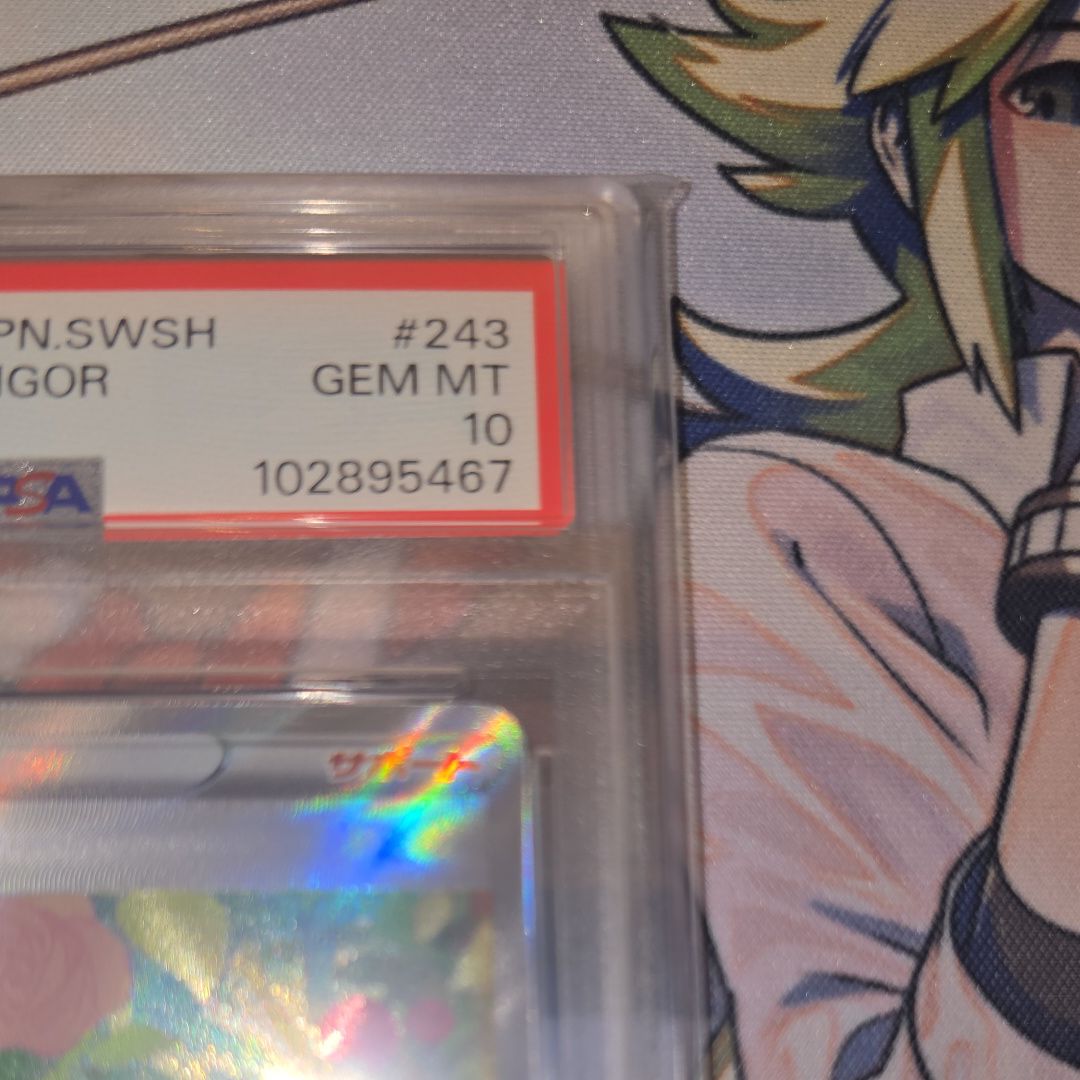 PN.SWSH #243
IGOR GEM MT
10
PSA 102895467
サポート